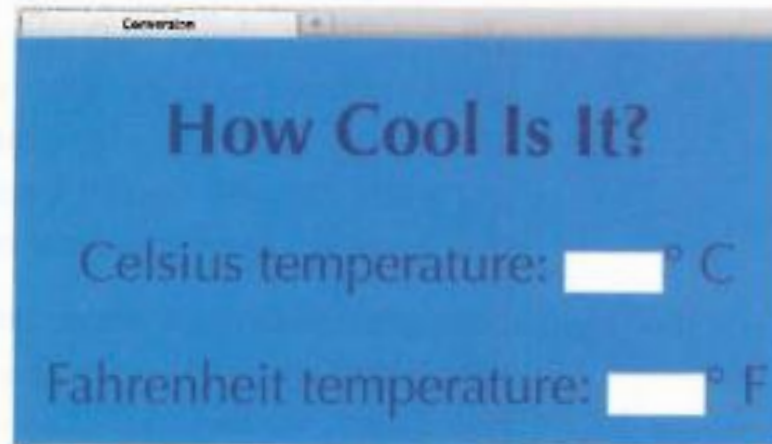 Conversion
How Cool Is It?
Celsius temperature: ° C
Fahrenheit temperature: ° F